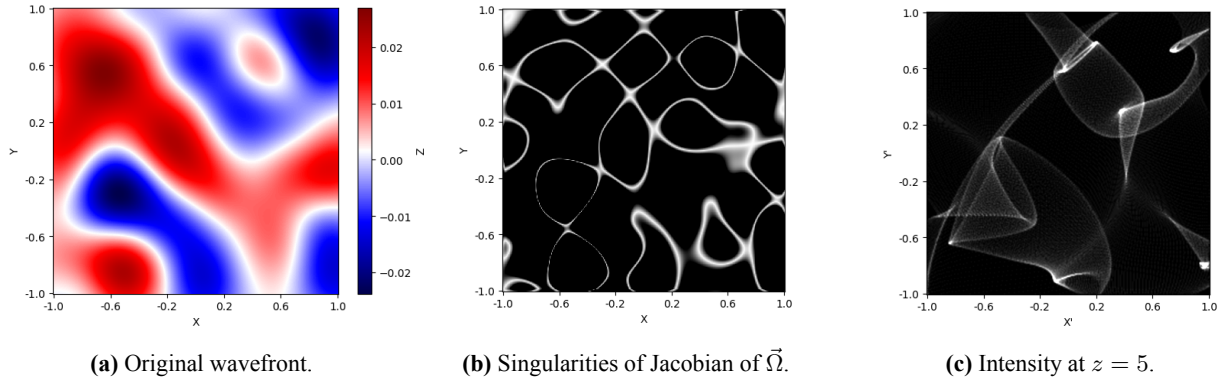 1.0
0.6
0.2
-0.2
-0.6
-1.0
Y
-1.0 -0.6 -0.2 0.2 0.6 1.0
X
0.02
0.01
0.00
−0.01
−0.02
Z
1.0
0.6
0.2
-0.2
-0.6
-1.0
Y
-1.0 -0.6 -0.2 0.2 0.6 1.0
X
1.0
0.6
0.2
-0.2
-0.6
-1.0
Y'
-1.0 -0.6 -0.2 0.2 0.6 1.0
X'
(a) Original wavefront.
(b) Singularities of Jacobian of $\vec{\Omega}$.
(c) Intensity at z = 5.